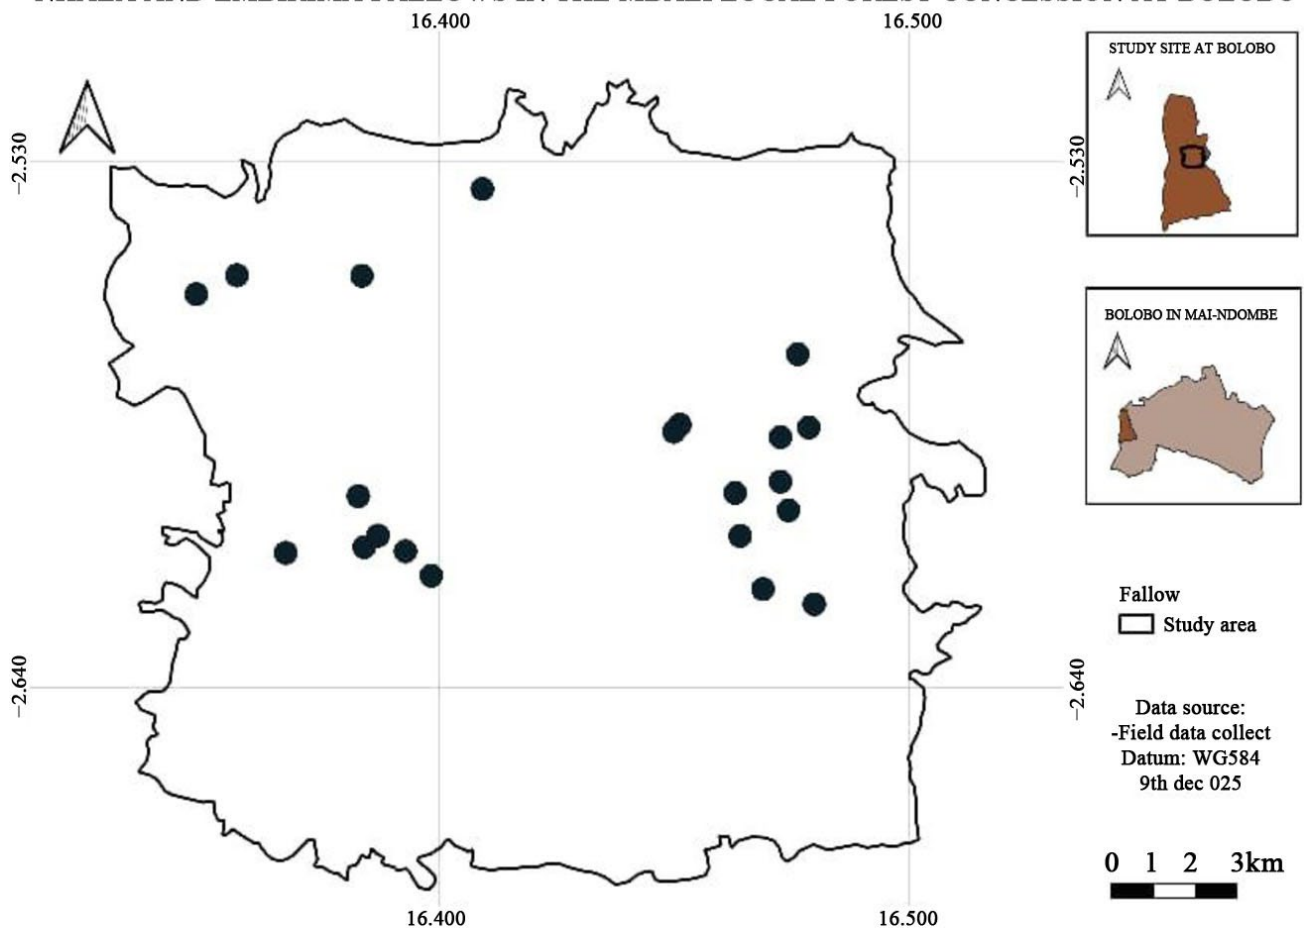 16.400 16.500
STUDY SITE AT BOLOBO
−2.530 −2.530
BOLOBO IN MAI-NDOMBE
Fallow
Study area
−2.640 −2.640
Data source:
-Field data collect
Datum: WG584
9th dec 025
0 1 2 3km
16.400 16.500